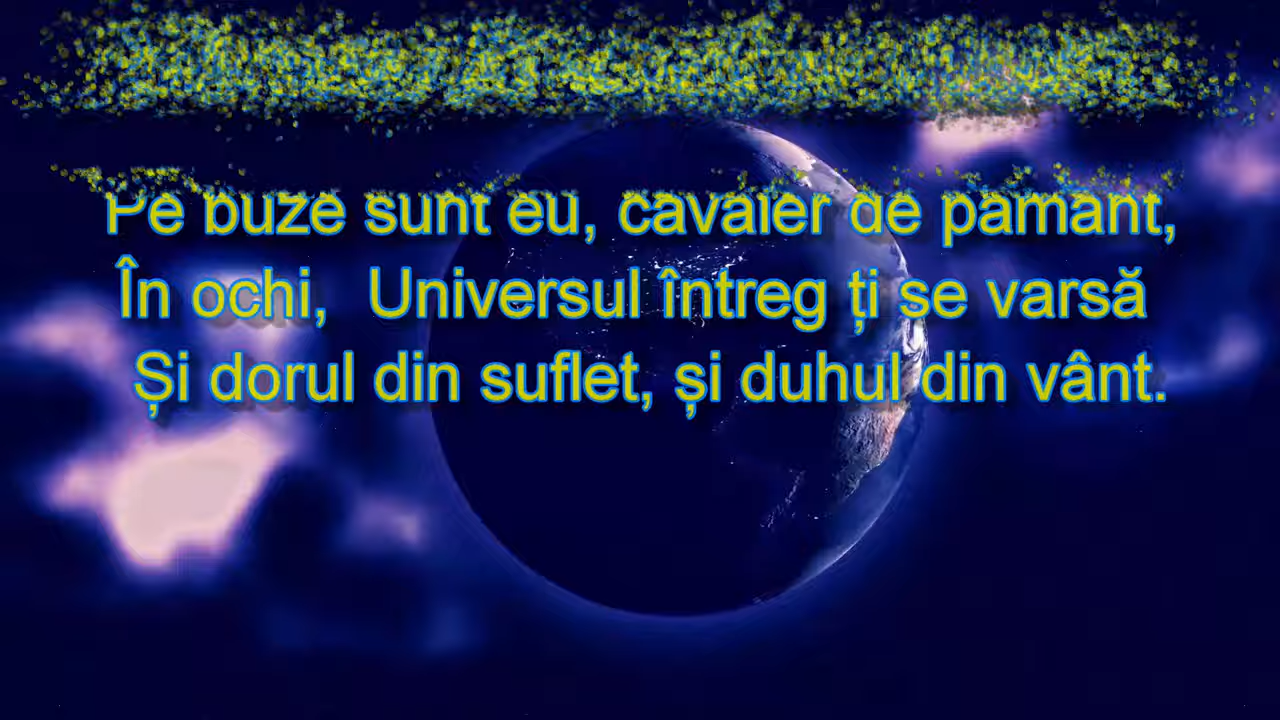 Pe buze sunt eu, cavaler de pământ,
În ochi, Universul întreg ți se varsă
Și dorul din suflet, și duhul din vânt.